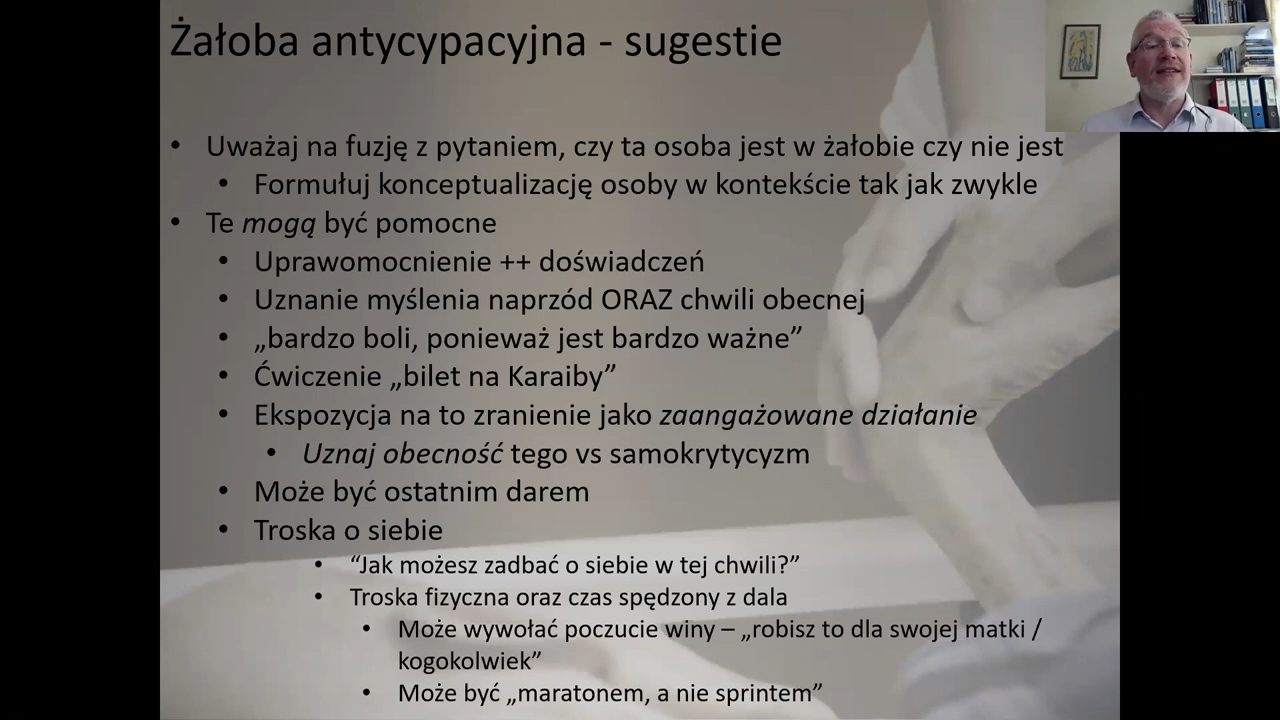 Żałoba antycypacyjna - sugestie
• Uważaj na fuzję z pytaniem, czy ta osoba jest w żałobie czy nie jest
• Formułuj konceptualizację osoby w kontekście tak jak zwykle
• Te mogą być pomocne
• Uprawomocnienie ++ doświadczeń
• Uznanie myślenia naprzód ORAZ chwili obecnej
• „bardzo boli, ponieważ jest bardzo ważne”
• Ćwiczenie „bilet na Karaiby”
• Ekspozycja na to zranienie jako zaangażowane działanie
• Uznaj obecność tego vs samokrytycyzm
• Może być ostatnim darem
• Troska o siebie
• “Jak możesz zadbać o siebie w tej chwili?”
• Troska fizyczna oraz czas spędzony z dala
• Może wywołać poczucie winy – „robisz to dla swojej matki /
kogokolwiek”
• Może być „maratonem, a nie sprintem”